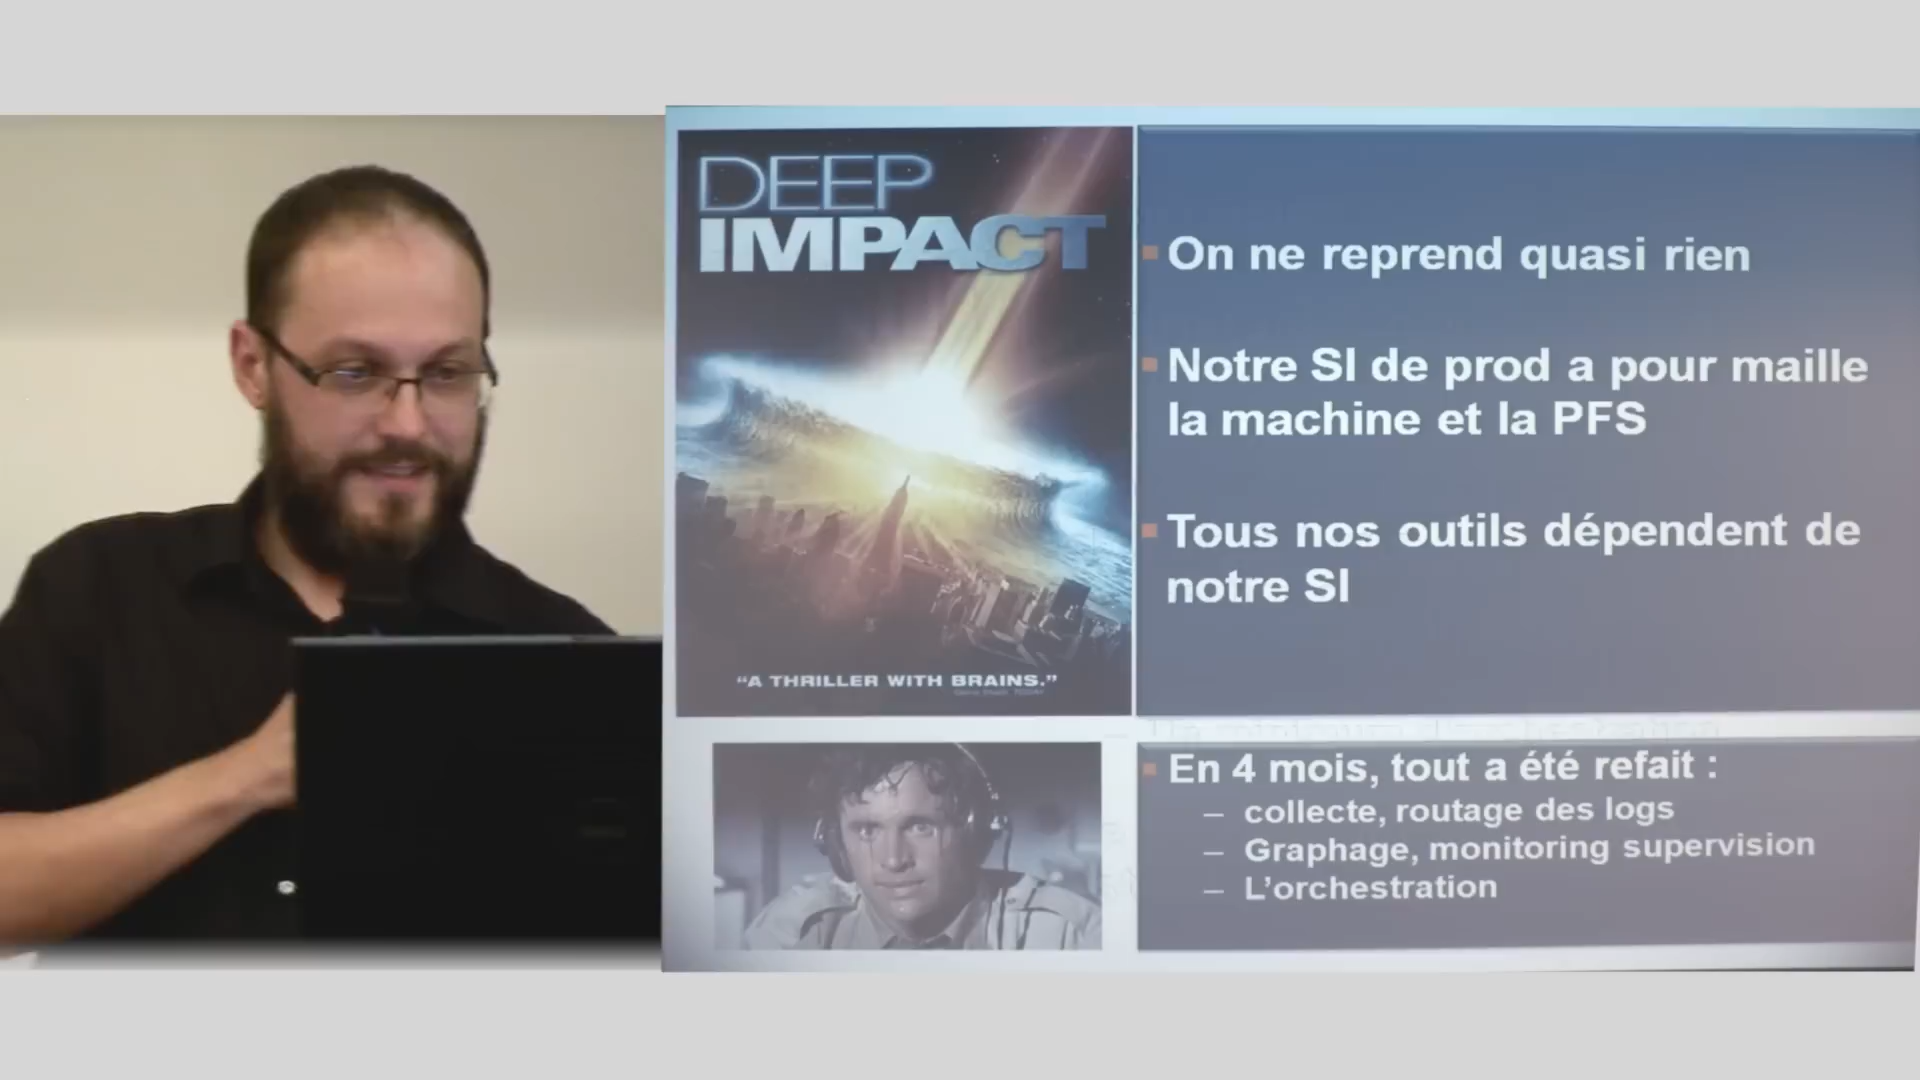 DEEP
IMPACT
“A THRILLER WITH BRAINS.”
On ne reprend quasi rien
Notre SI de prod a pour maille
la machine et la PFS
Tous nos outils dépendent de
notre SI
En 4 mois, tout a été refait :
– collecte, routage des logs
– Graphage, monitoring supervision
– L’orchestration